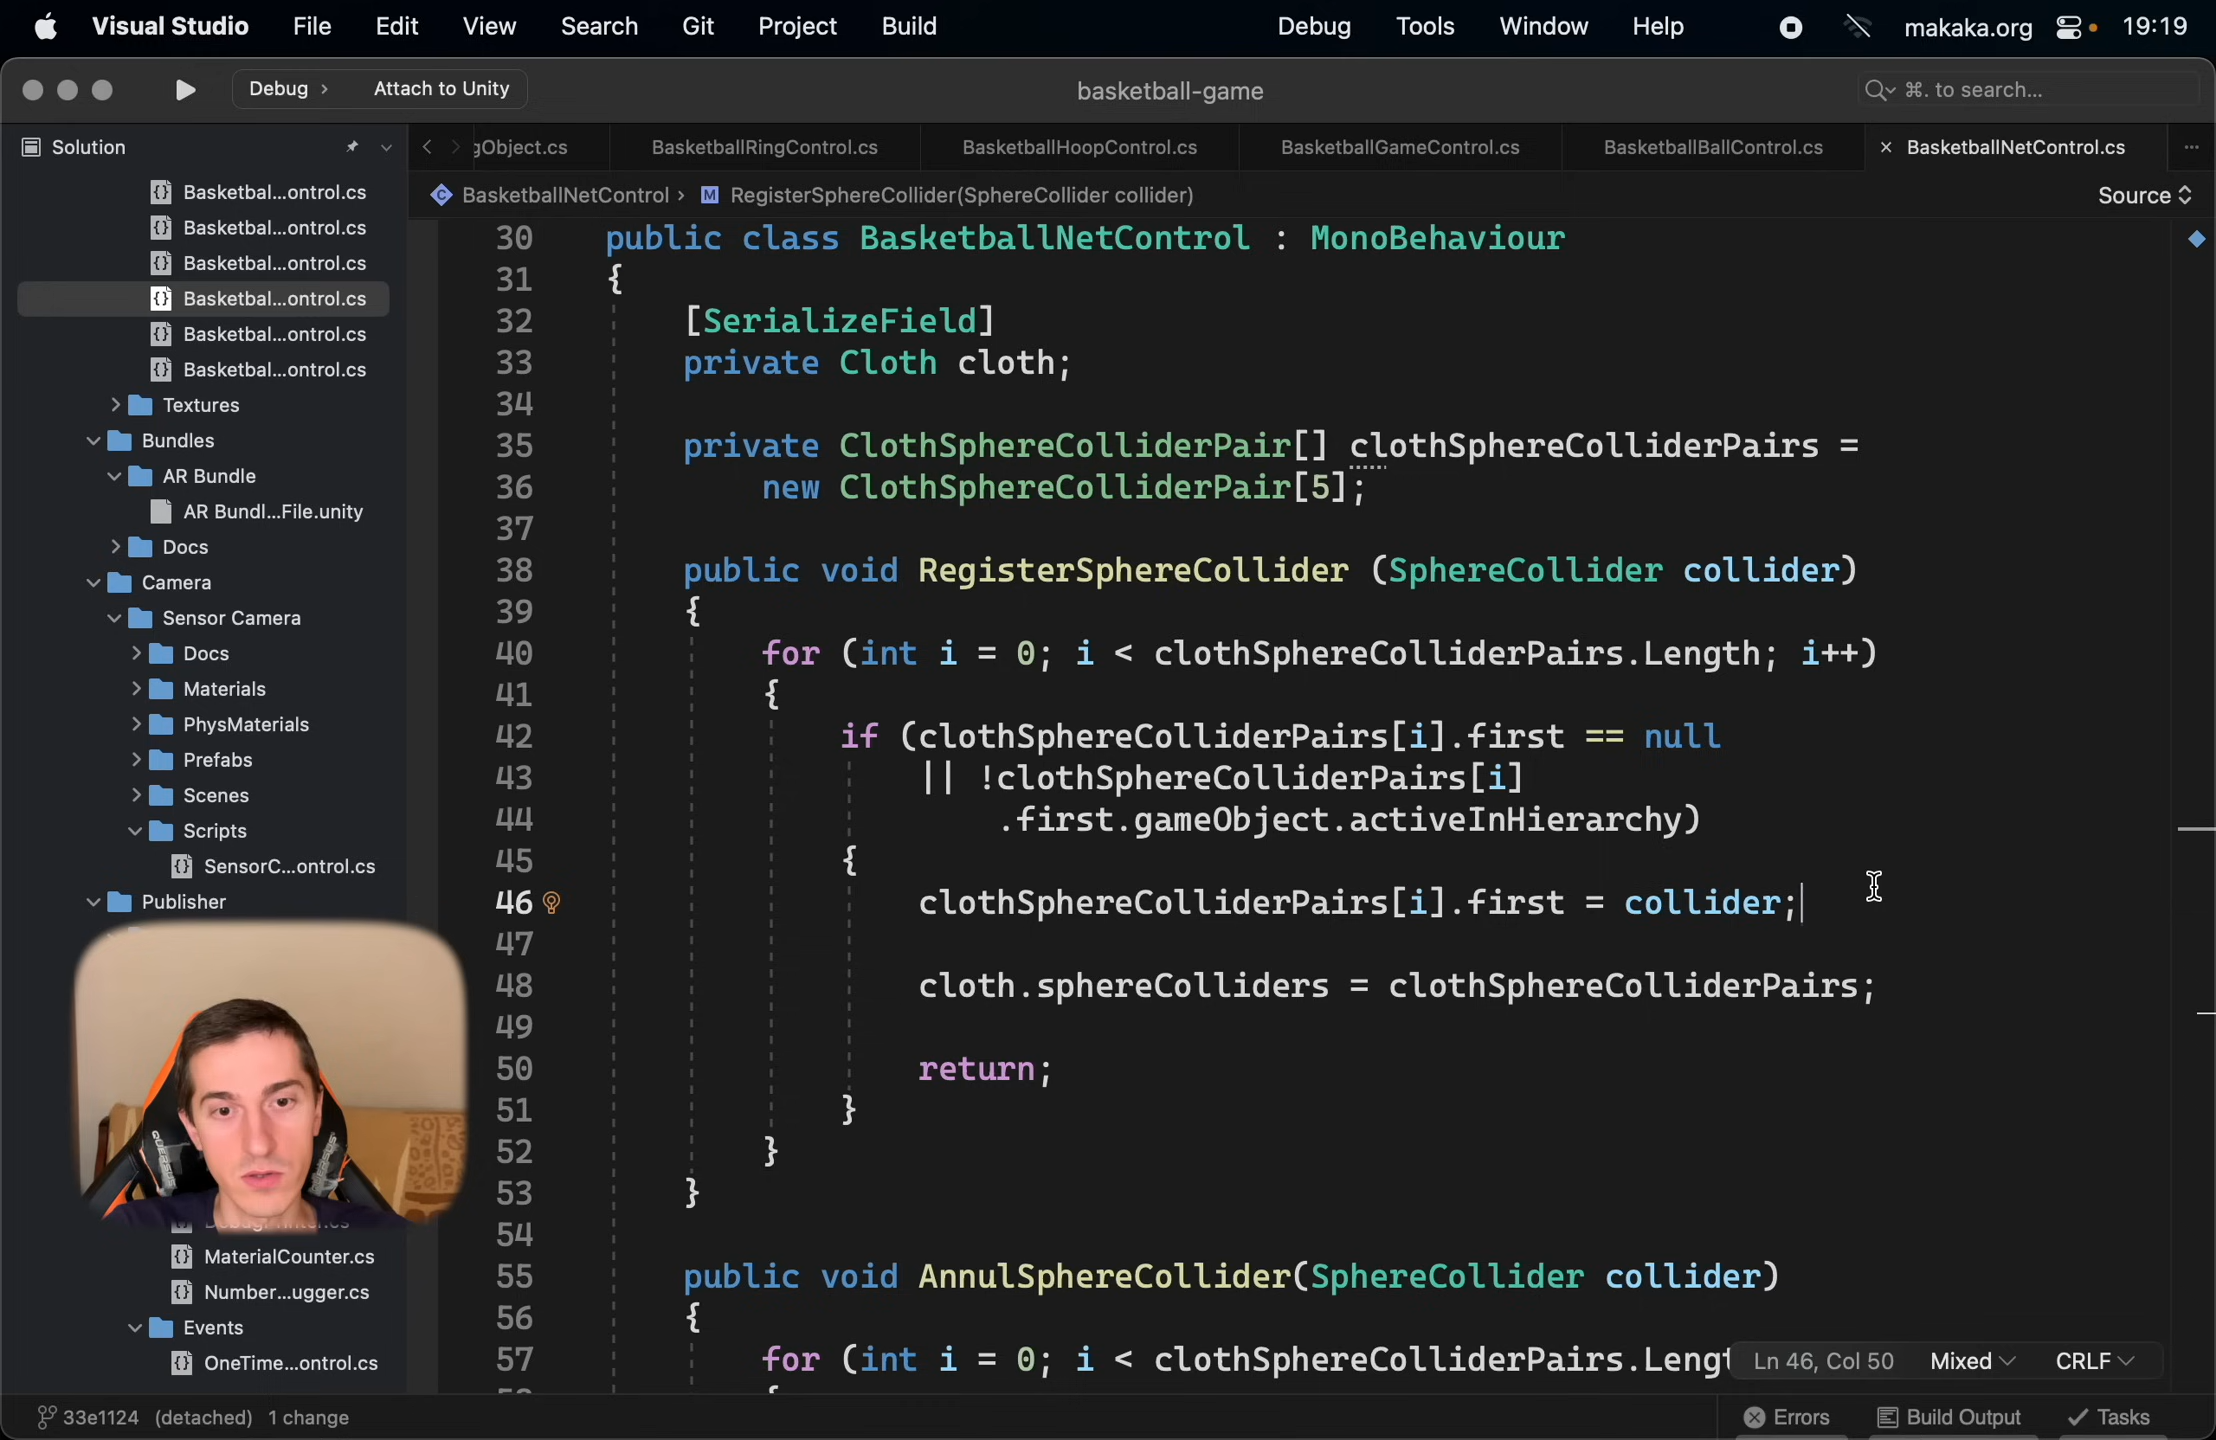 Visual Studio File Edit View Search Git Project Build Debug Tools Window Help makaka.org 19:19
Debug › Attach to Unity basketball-game ⌘. to search...
Solution gObject.cs BasketballRingControl.cs BasketballHoopControl.cs BasketballGameControl.cs BasketballBallControl.cs × BasketballNetControl.cs ...
BasketballNetControl › M RegisterSphereCollider(SphereCollider collider) Source
Basketbal...ontrol.cs
Basketbal...ontrol.cs
Basketbal...ontrol.cs
Basketbal...ontrol.cs
Basketbal...ontrol.cs
Basketbal...ontrol.cs
Textures
Bundles
AR Bundle
AR Bundl...File.unity
Docs
Camera
Sensor Camera
Docs
Materials
PhysMaterials
Prefabs
Scenes
Scripts
SensorC...ontrol.cs
Publisher
MaterialCounter.cs
Number...ugger.cs
Events
OneTime...ontrol.cs
30 public class BasketballNetControl : MonoBehaviour
31 {
32 [SerializeField]
33 private Cloth cloth;
34
35 private ClothSphereColliderPair[] clothSphereColliderPairs =
36 new ClothSphereColliderPair[5];
37
38 public void RegisterSphereCollider (SphereCollider collider)
39 {
40 for (int i = 0; i < clothSphereColliderPairs.Length; i++)
41 {
42 if (clothSphereColliderPairs[i].first == null
43 || !clothSphereColliderPairs[i]
44 .first.gameObject.activeInHierarchy)
45 {
46 clothSphereColliderPairs[i].first = collider;
47
48 cloth.sphereColliders = clothSphereColliderPairs;
49
50 return;
51 }
52 }
53 }
54
55 public void AnnulSphereCollider(SphereCollider collider)
56 {
57 for (int i = 0; i < clothSphereColliderPairs.Lengt
Ln 46, Col 50 Mixed CRLF
33e1124 (detached) 1 change Errors Build Output Tasks
QUERSUS QUERSUS